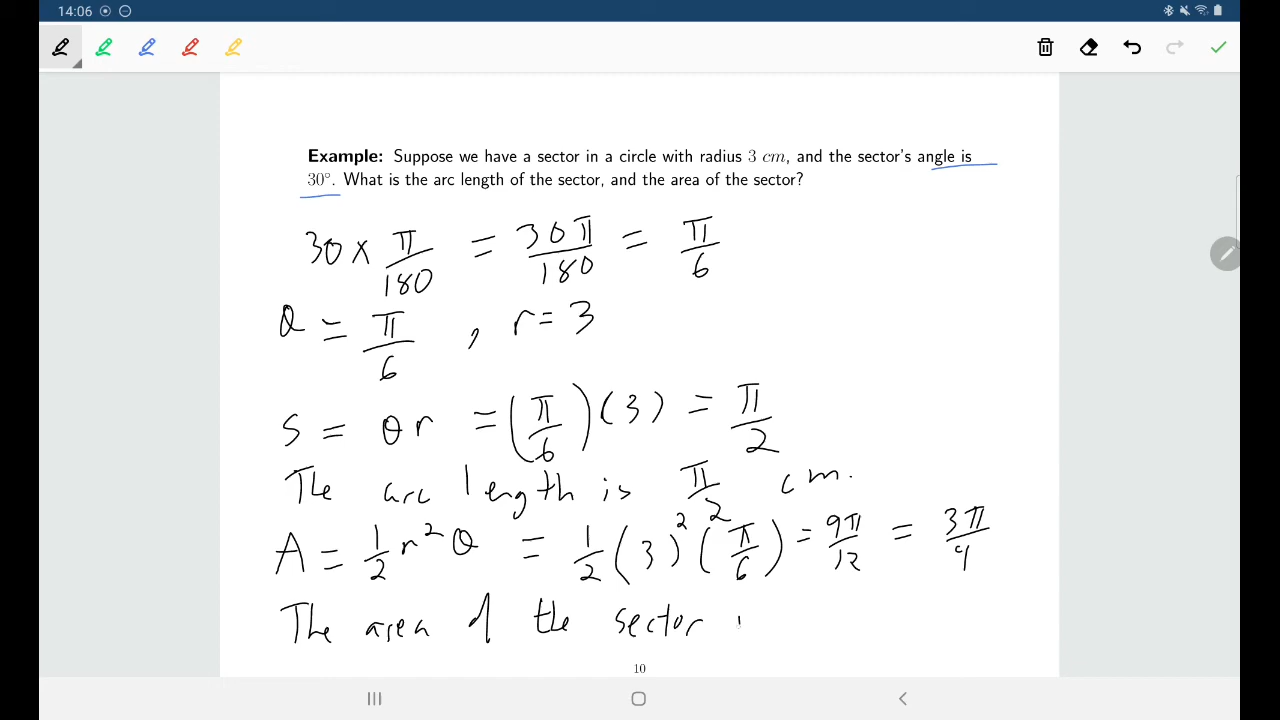 14:06
Example: Suppose we have a sector in a circle with radius 3 cm, and the sector's angle is
30°. What is the arc length of the sector, and the area of the sector?
30 × π/180 = 30π/180 = π/6
θ = π/6 , r = 3
s = θr = (π/6)(3) = π/2
The arc length is π/2 cm.
A = 1/2 r² θ = 1/2 (3)² (π/6) = 9π/12 = 3π/4
The area of the sector
10